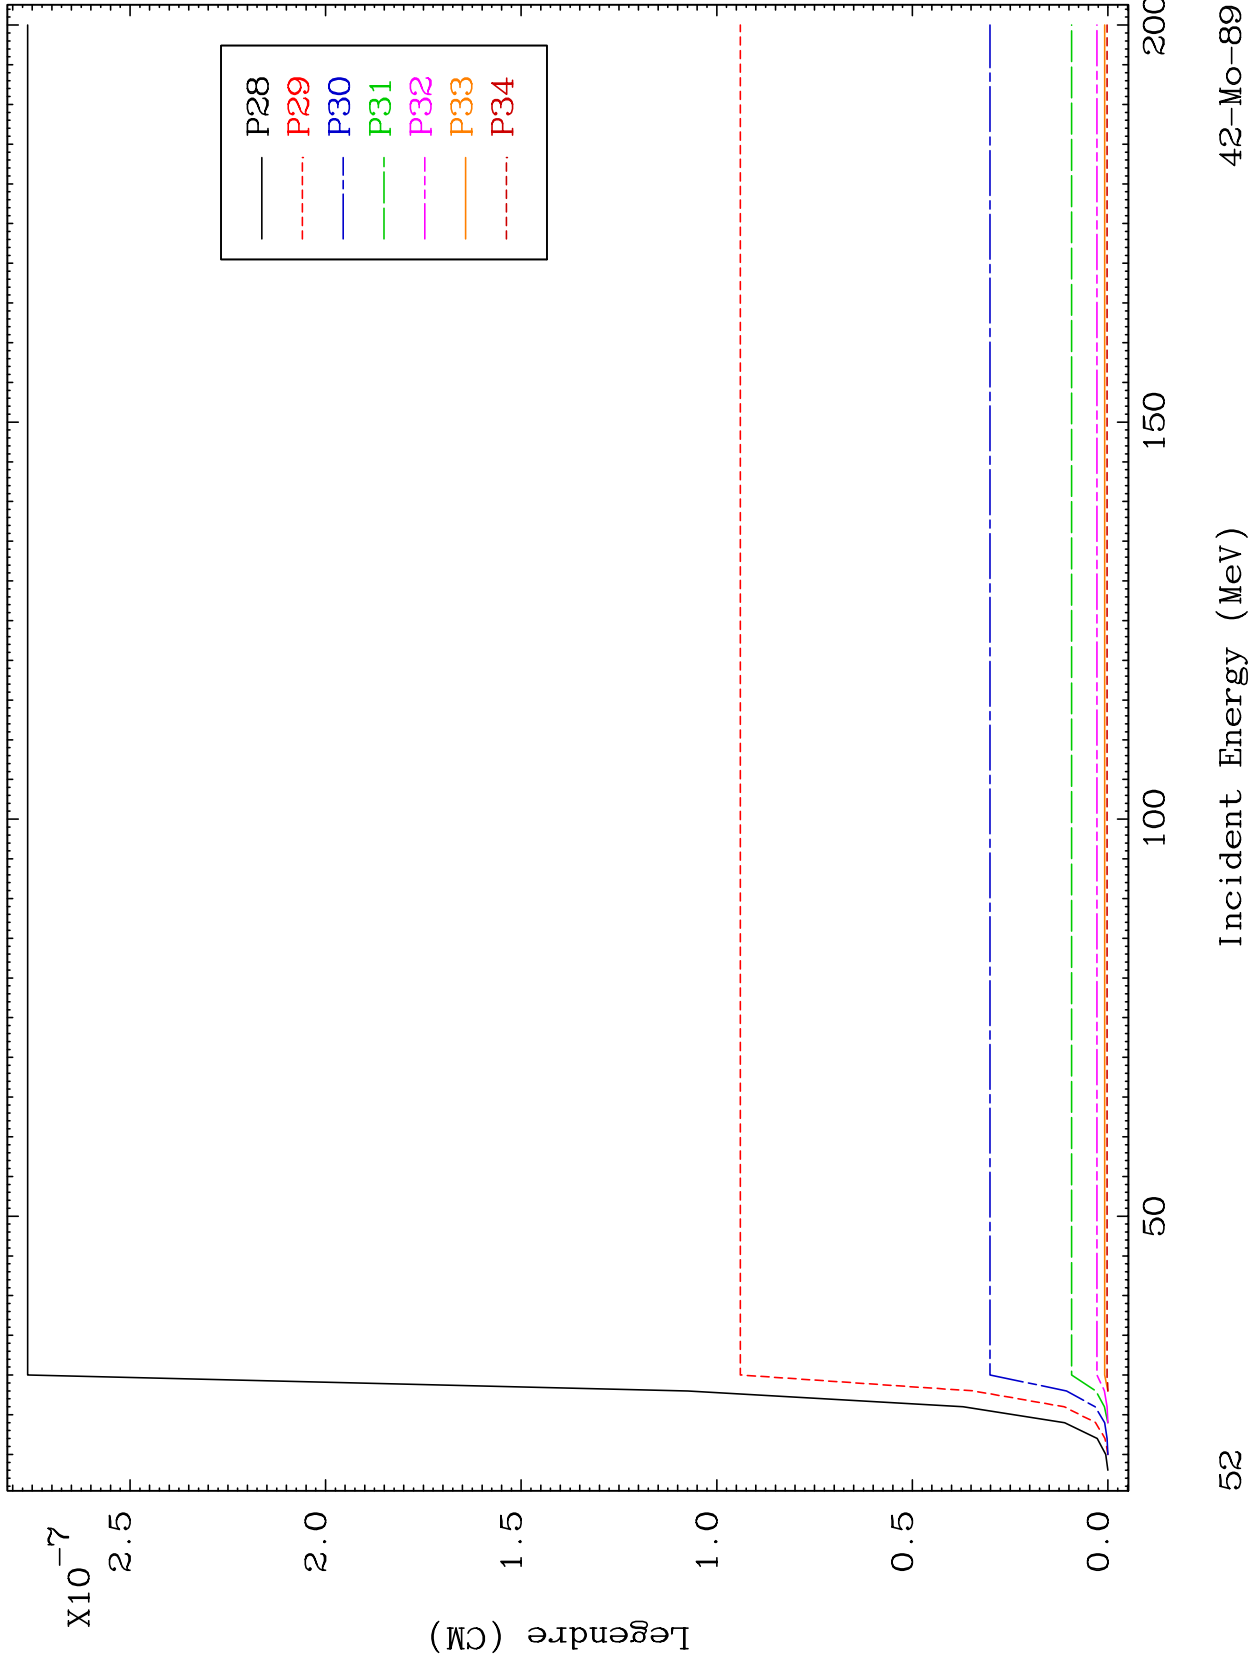 X10-7
2.5
2.0
1.5
1.0
0.5
0.0
Legendre (CM)
P28
P29
P30
P31
P32
P33
P34
50
100
150
200
Incident Energy (MeV)
52
42-Mo-89